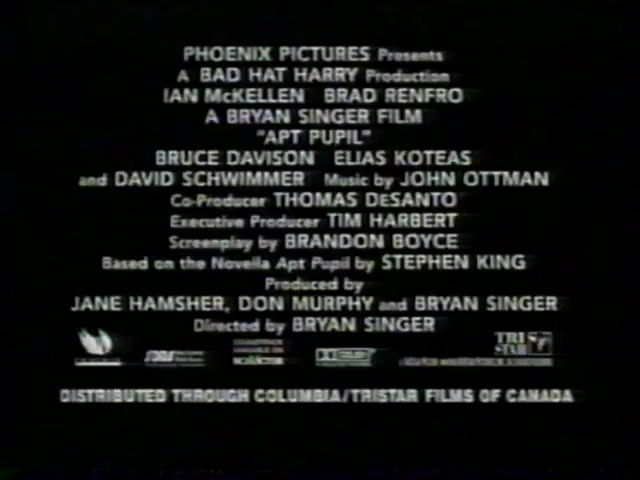 PHOENIX PICTURES Presents
A BAD HAT HARRY Production
IAN McKELLEN BRAD RENFRO
A BRYAN SINGER FILM
"APT PUPIL"
BRUCE DAVISON ELIAS KOTEAS
and DAVID SCHWIMMER Music by JOHN OTTMAN
Co-Producer THOMAS DeSANTO
Executive Producer TIM HARBERT
Screenplay by BRANDON BOYCE
Based on the Novella Apt Pupil by STEPHEN KING
Produced by
JANE HAMSHER, DON MURPHY and BRYAN SINGER
Directed by BRYAN SINGER
TRI
STAR
DISTRIBUTED THROUGH COLUMBIA/TRISTAR FILMS OF CANADA